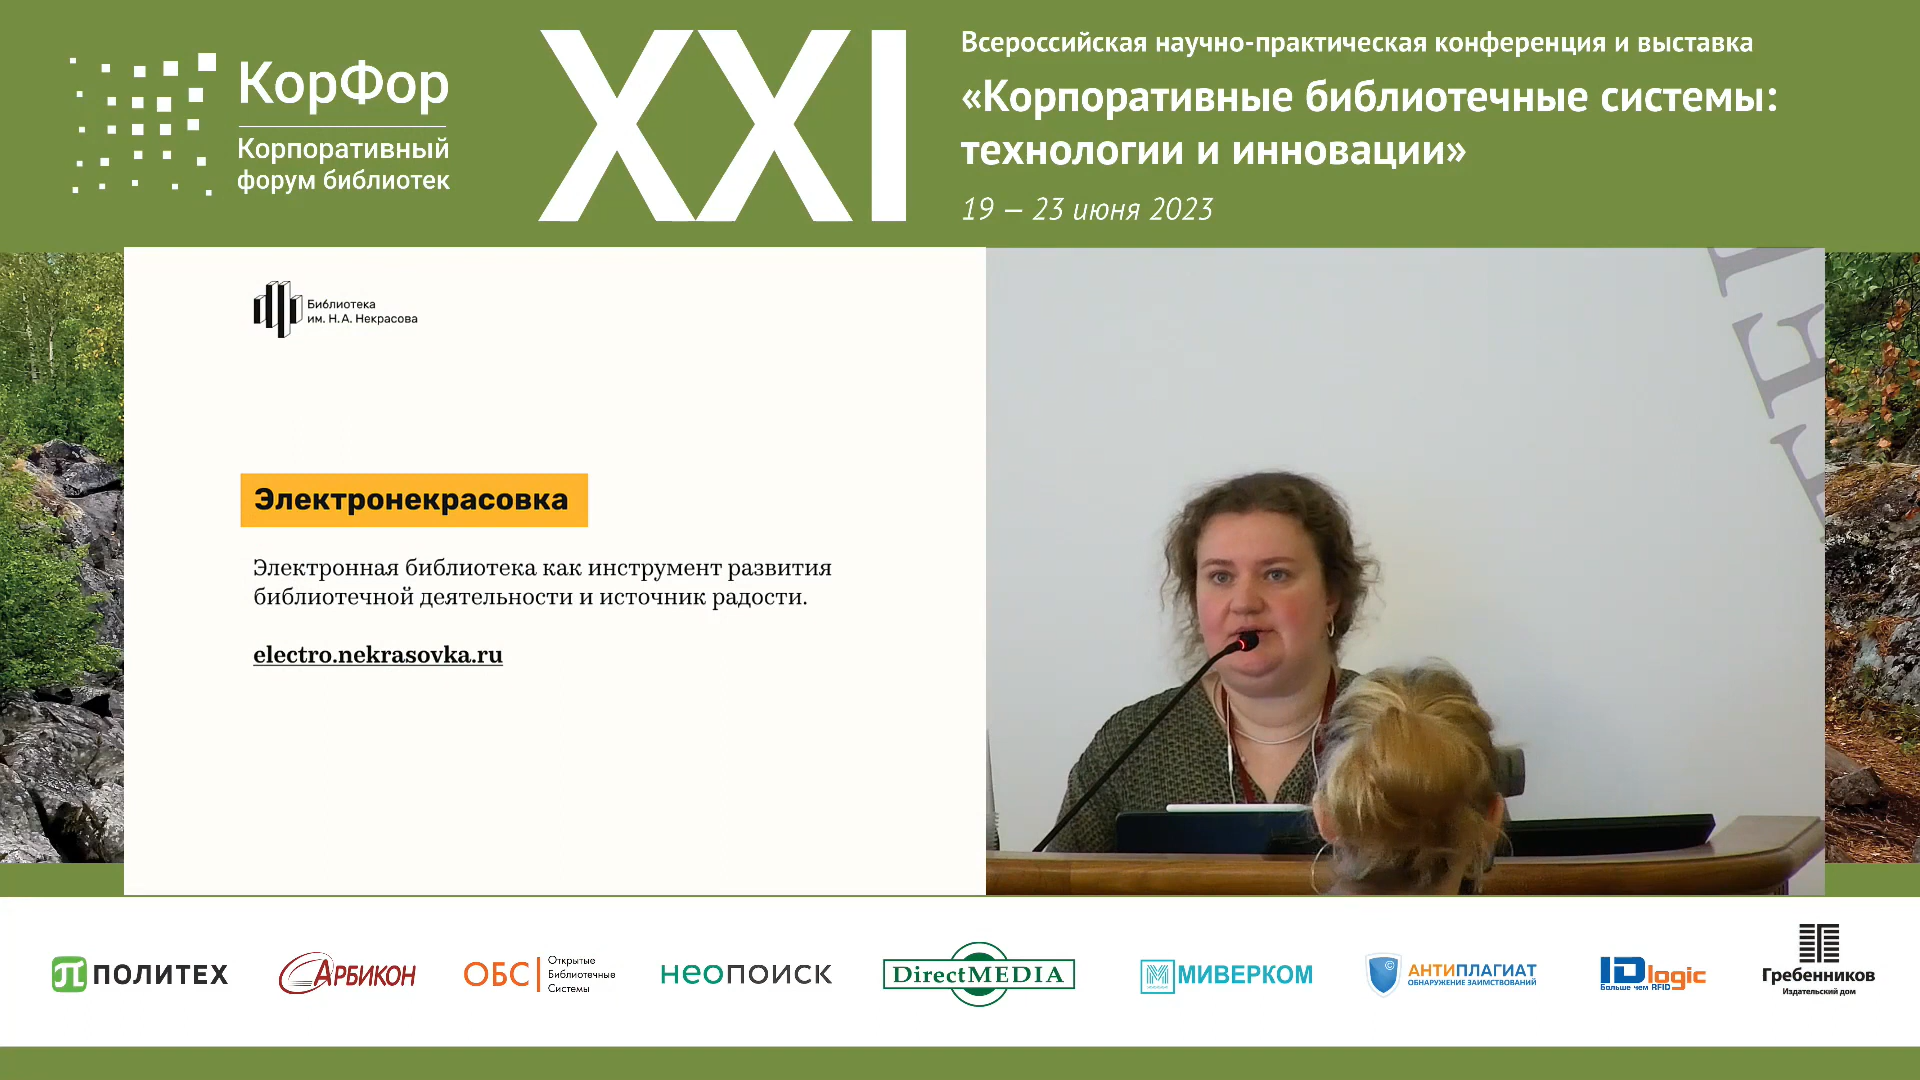 КорФор
Корпоративный
форум библиотек
XXI
Всероссийская научно-практическая конференция и выставка
«Корпоративные библиотечные системы:
технологии и инновации»
19 — 23 июня 2023
Библиотека
им. Н. А. Некрасова
Электронекрасовка
Электронная библиотека как инструмент развития
библиотечной деятельности и источник радости.
electro.nekrasovka.ru
ПОЛИТЕХ
АРБИКОН
ОБС
Открытые
Библиотечные
Системы
неопоиск
DirectMEDIA
МИВЕРКОМ
АНТИПЛАГИАТ
ОБНАРУЖЕНИЕ ЗАИМСТВОВАНИЙ
IDlogic
Больше чем RFID
Гребенников
Издательский дом